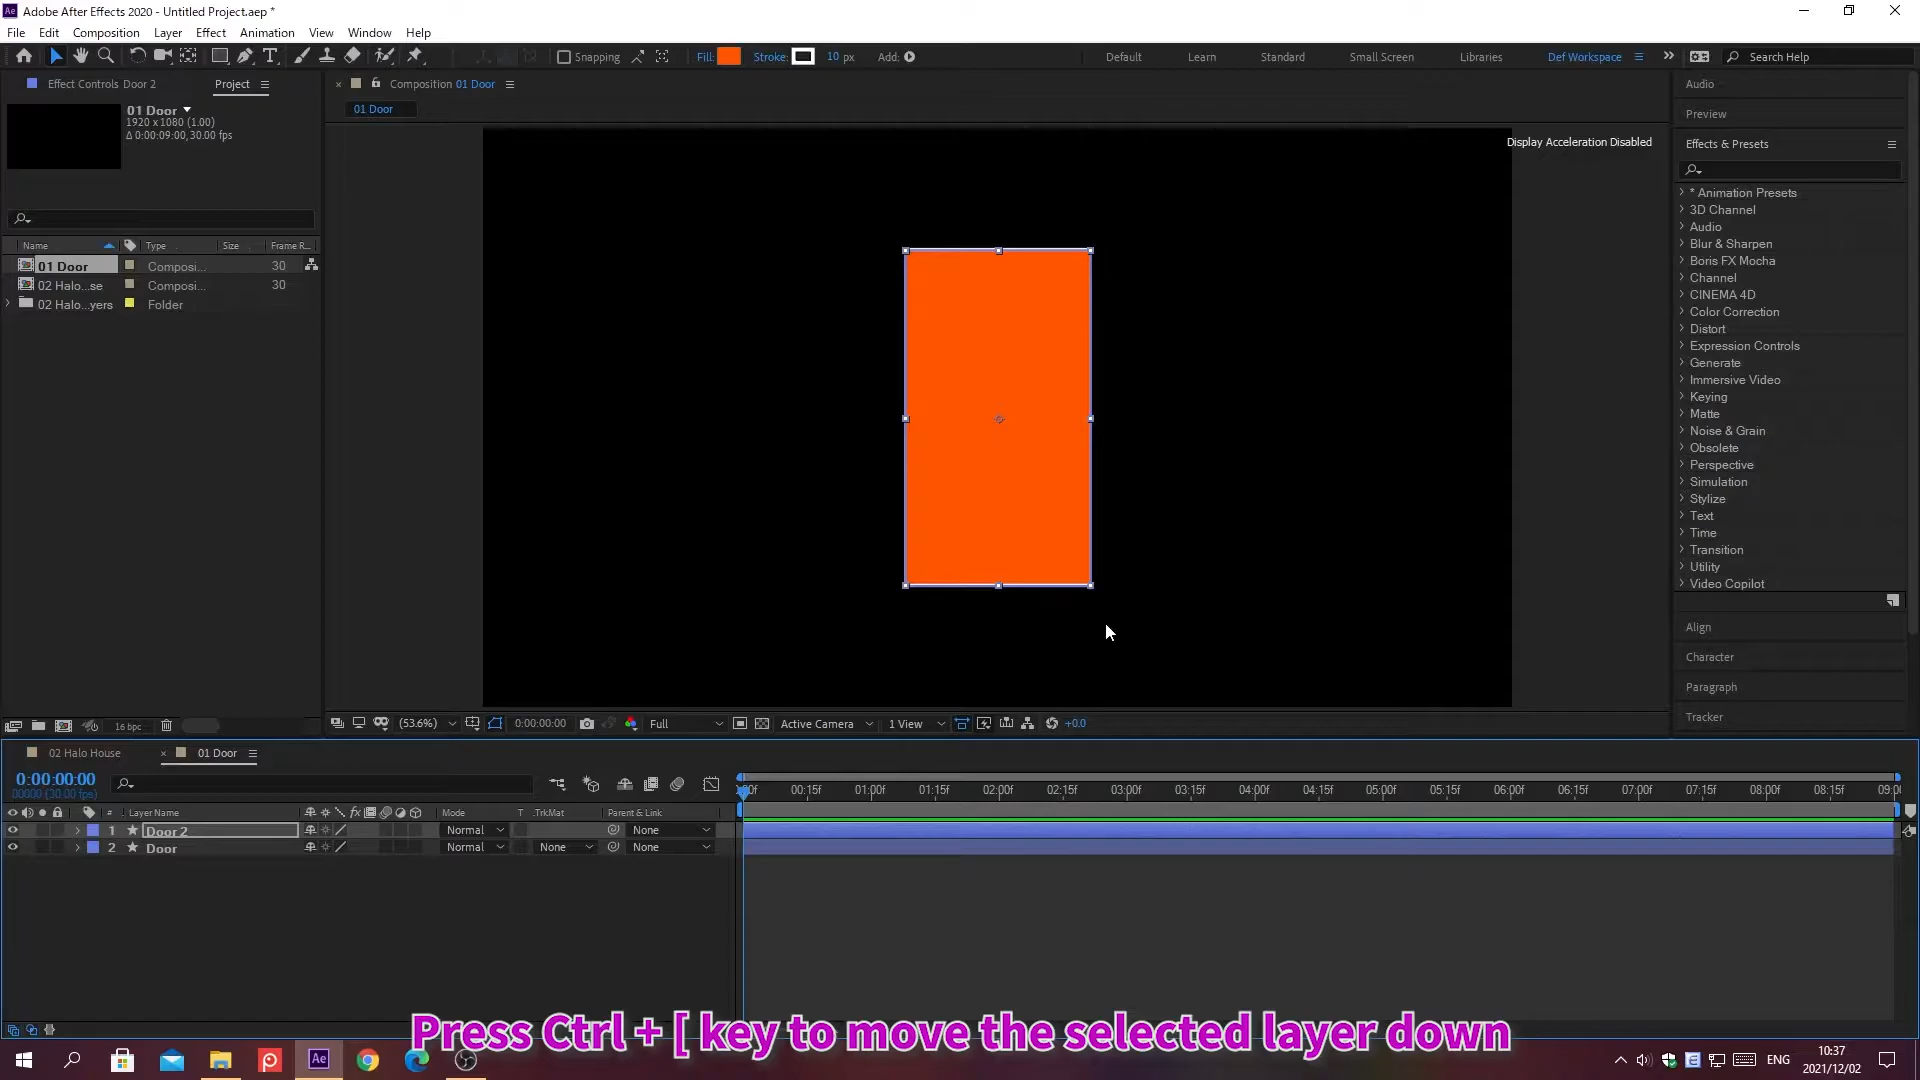 Adobe After Effects 2020 - Untitled Project.aep *
File Edit Composition Layer Effect Animation View Window Help
Snapping Fill: Stroke: 10 px Add: Default Learn Standard Small Screen Libraries Def Workspace Search Help
Effect Controls Door 2 Project
Composition 01 Door
01 Door
1920 x 1080 (1.00)
Δ 0:00:09:00, 30.00 fps
01 Door
Display Acceleration Disabled
Name Type Size Frame R...
01 Door Composi... 30
02 Halo...se Composi... 30
02 Halo...yers Folder
16 bpc
(53.6%) 0:00:00:00 Full Active Camera 1 View +0.0
Audio
Preview
Effects & Presets
* Animation Presets
3D Channel
Audio
Blur & Sharpen
Boris FX Mocha
Channel
CINEMA 4D
Color Correction
Distort
Expression Controls
Generate
Immersive Video
Keying
Matte
Noise & Grain
Obsolete
Perspective
Simulation
Stylize
Text
Time
Transition
Utility
Video Copilot
Align
Character
Paragraph
Tracker
02 Halo House 01 Door
0:00:00:00
00000 (30.00 fps)
:00f 00:15f 01:00f 01:15f 02:00f 02:15f 03:00f 03:15f 04:00f 04:15f 05:00f 05:15f 06:00f 06:15f 07:00f 07:15f 08:00f 08:15f 09:0
# Layer Name fx Mode T .TrkMat Parent & Link
1 Door 2 Normal None
2 Door Normal None None
Press Ctrl + [ key to move the selected layer down
Ae ENG 10:37
2021/12/02